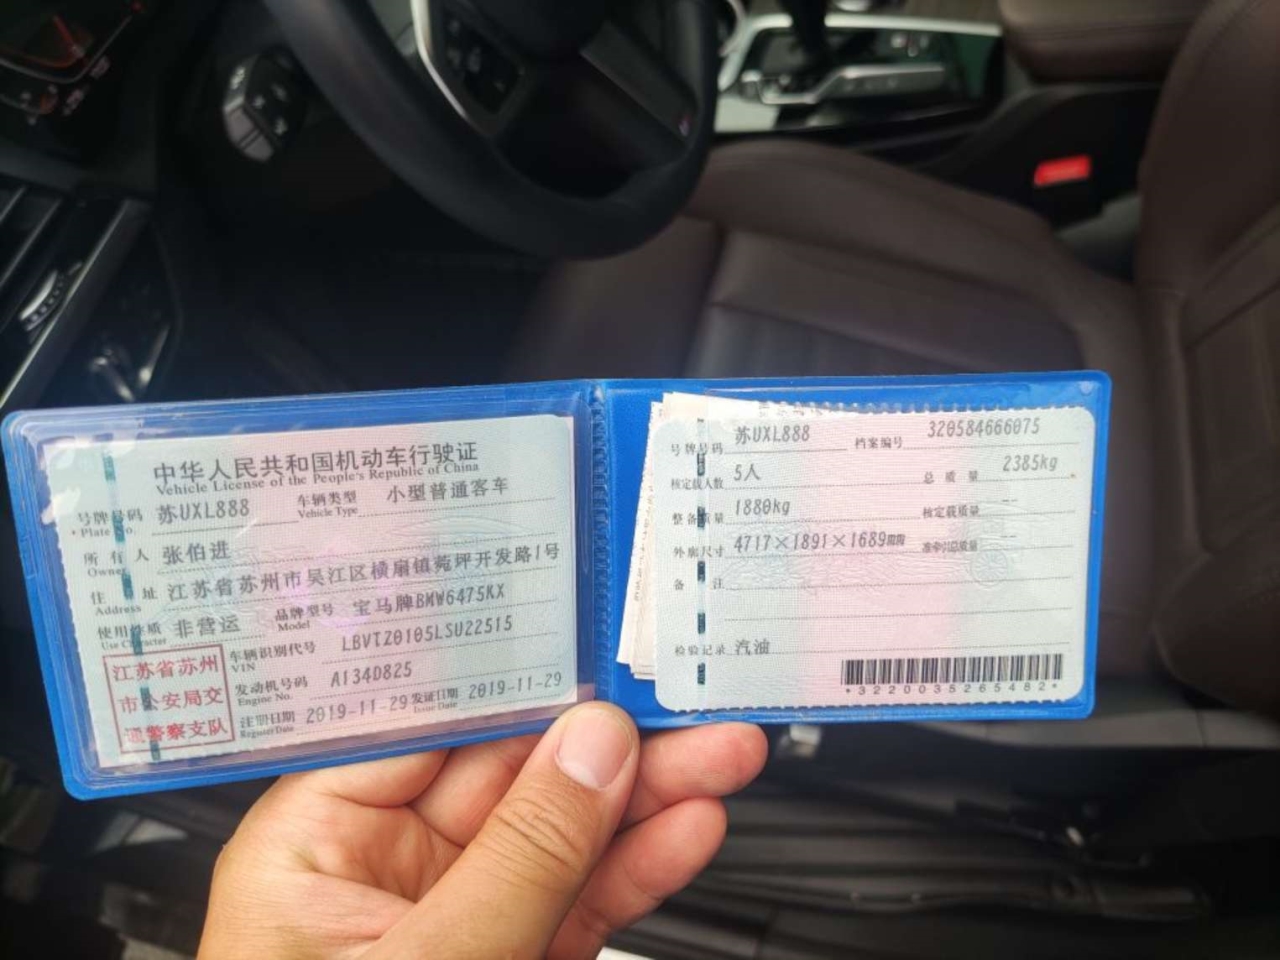 中华人民共和国机动车行驶证
Vehicle License of the People's Republic of China
号牌号码 苏UXL888 车辆类型 小型普通客车
Plate No. Vehicle Type
所有人 张伯进
Owner
住址 江苏省苏州市吴江区横扇镇菀坪开发路1号
Address
使用性质 非营运 品牌型号 宝马牌BMW6475KX
Use Character Model
江苏省苏州
市公安局交
通警察支队
车辆识别代号 LBVTZ0105LSU22515
VIN
发动机号码 A134D825
Engine No.
注册日期 2019-11-29 发证日期 2019-11-29
Register Date Issue Date
号牌号码 苏UXL888 档案编号 320584666075
核定载人数 5人 总质量 2385kg
整备质量 1880kg 核定载质量 --
外廓尺寸 4717×1891×1689mm 准牵引总质量 --
备注
检验记录 汽油
*3220035265482*